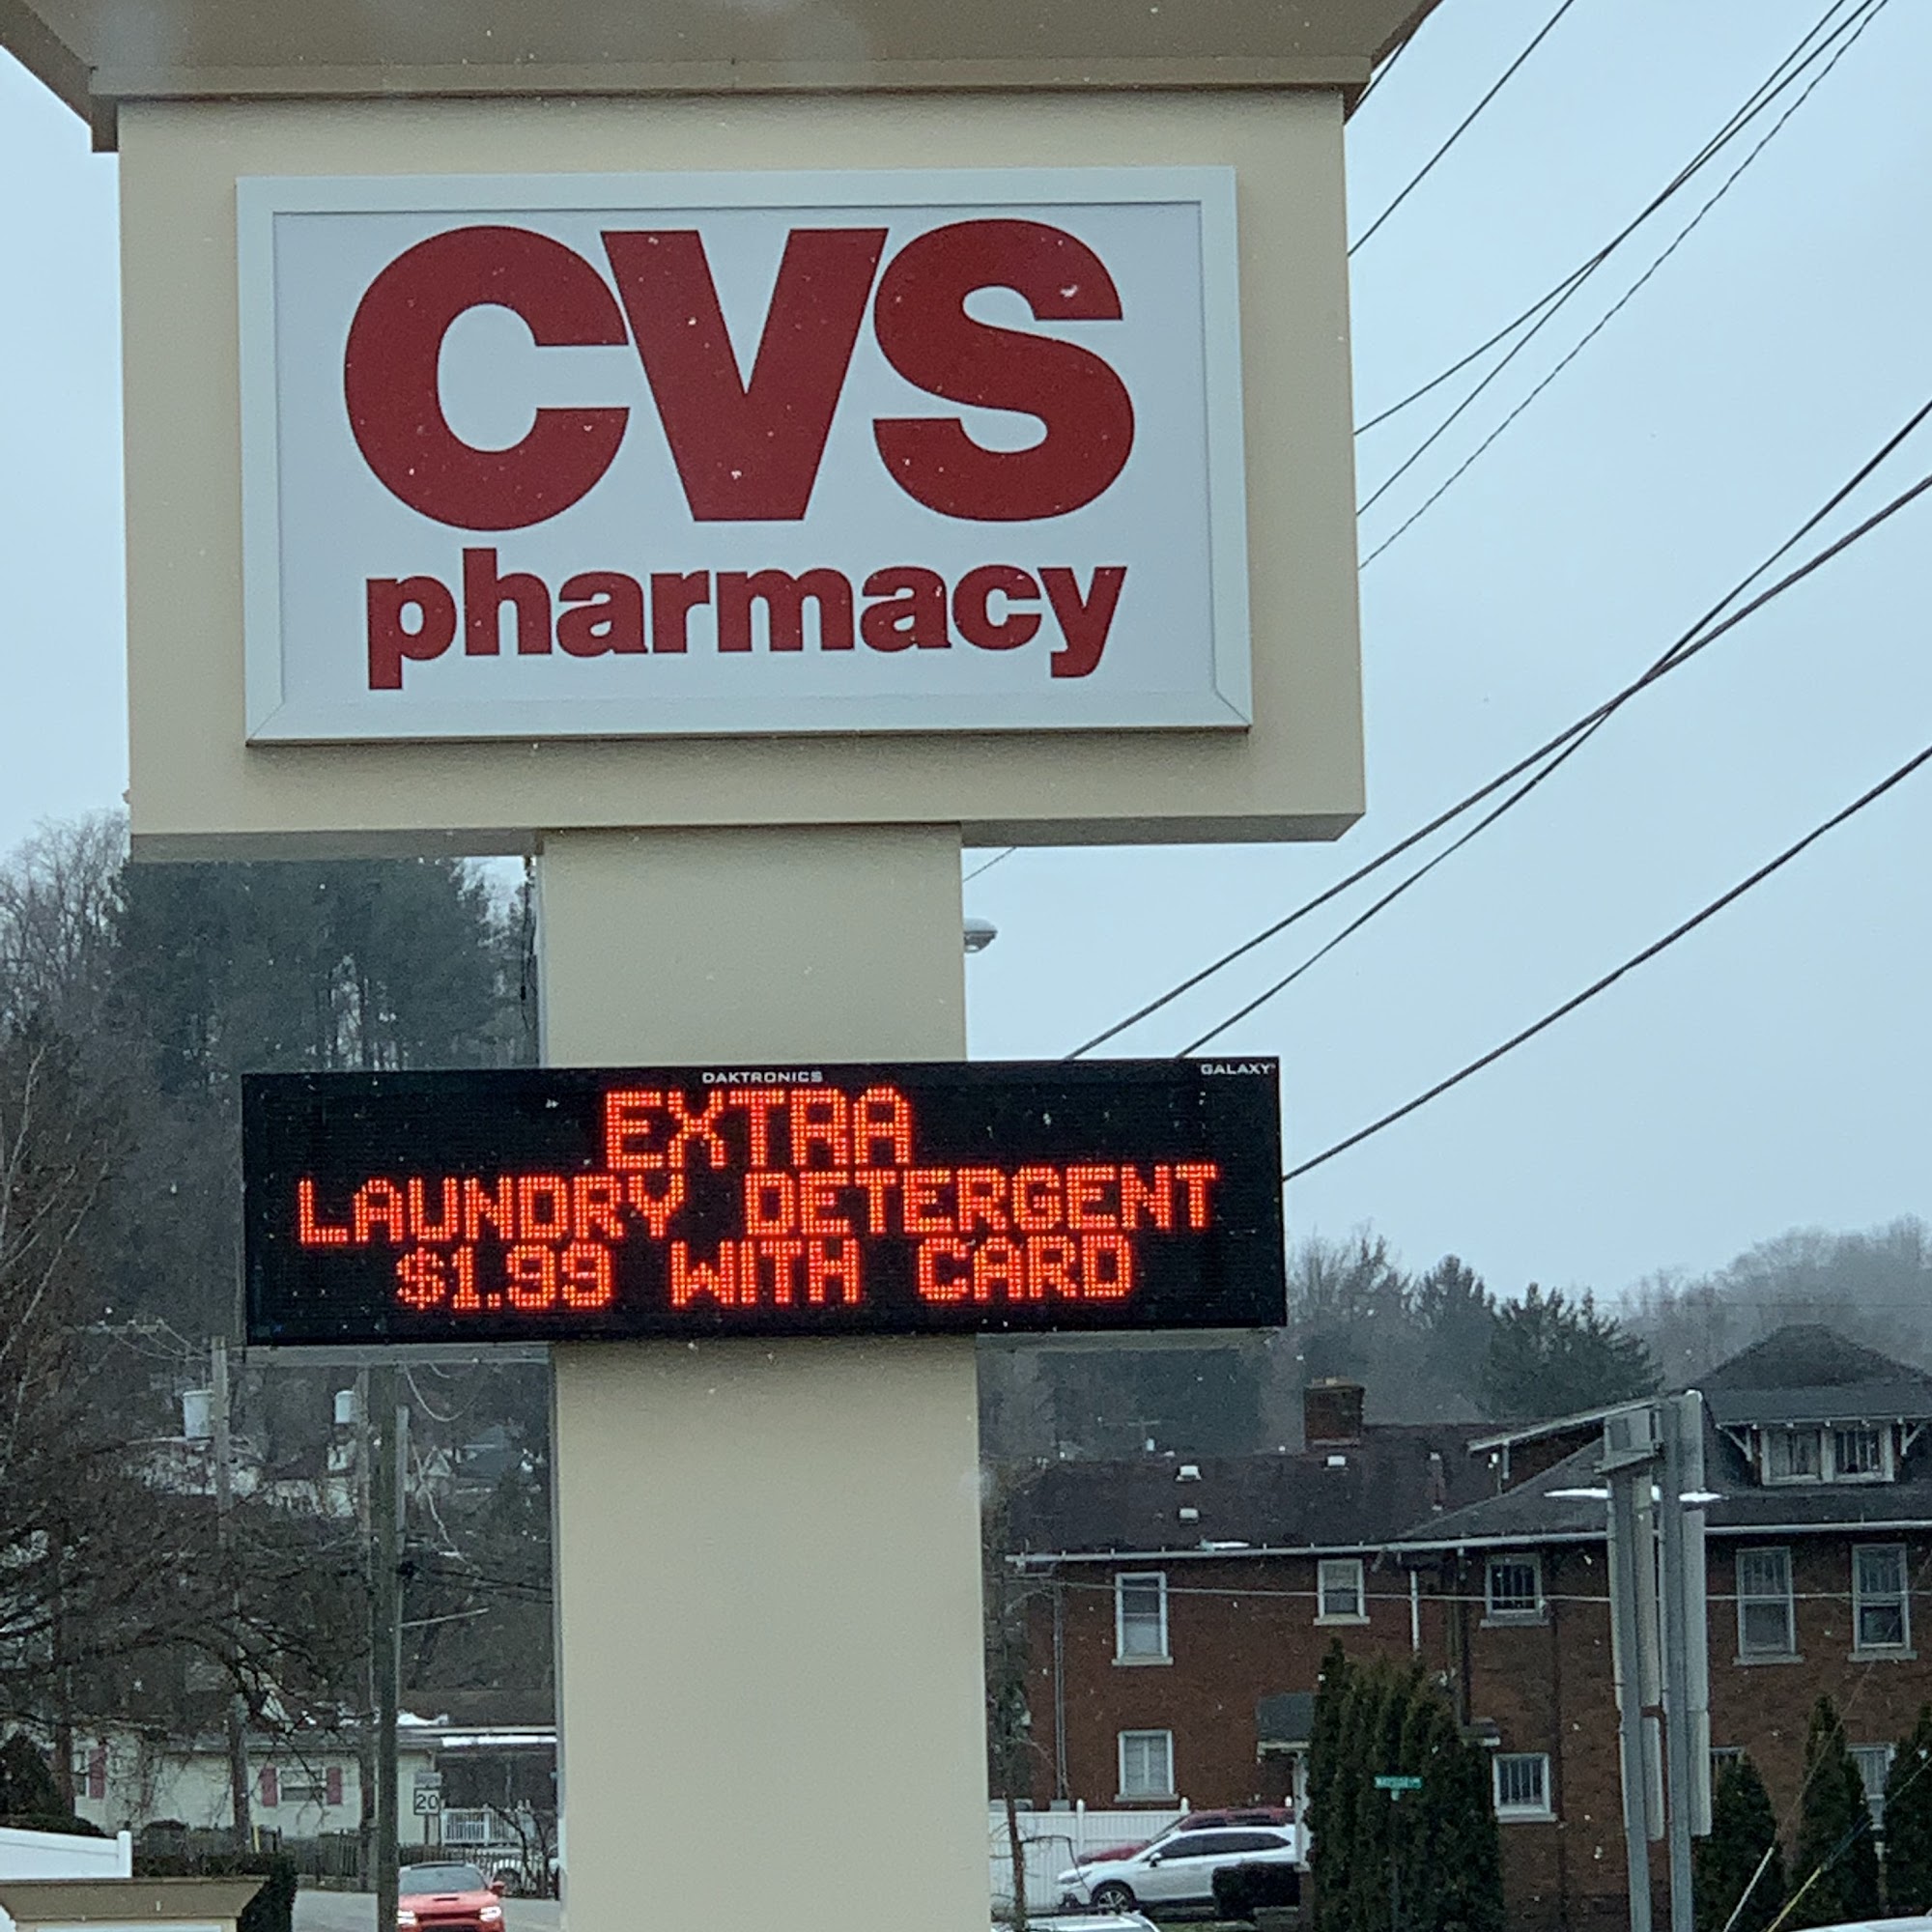 CVS
pharmacy
DAKTRONICS
GALAXY
EXTRA
LAUNDRY DETERGENT
$1.99 WITH CARD
20